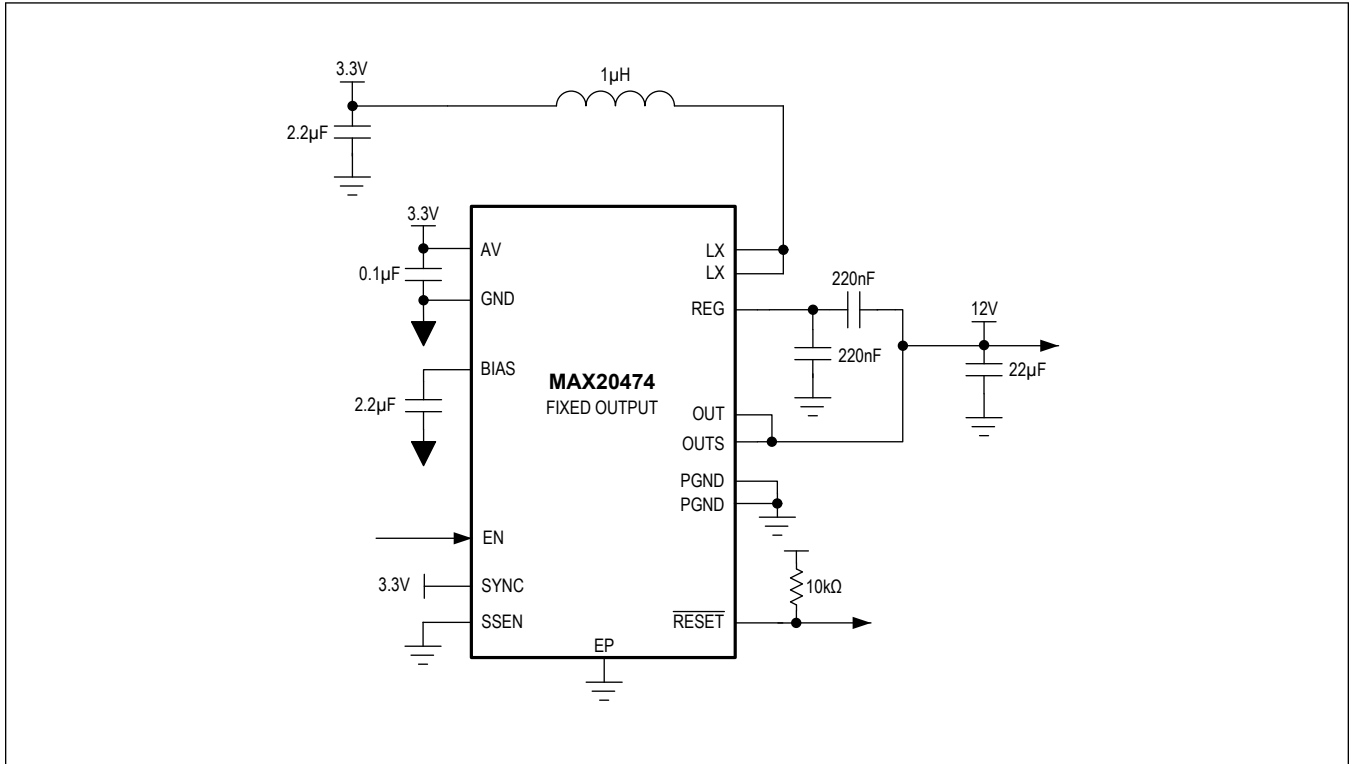 3.3V
1µH
2.2µF
3.3V
AV
0.1µF
GND
BIAS
2.2µF
MAX20474
FIXED OUTPUT
EN
3.3V
SYNC
SSEN
EP
LX
LX
REG
220nF
220nF
12V
22µF
OUT
OUTS
PGND
PGND
10kΩ
RESET